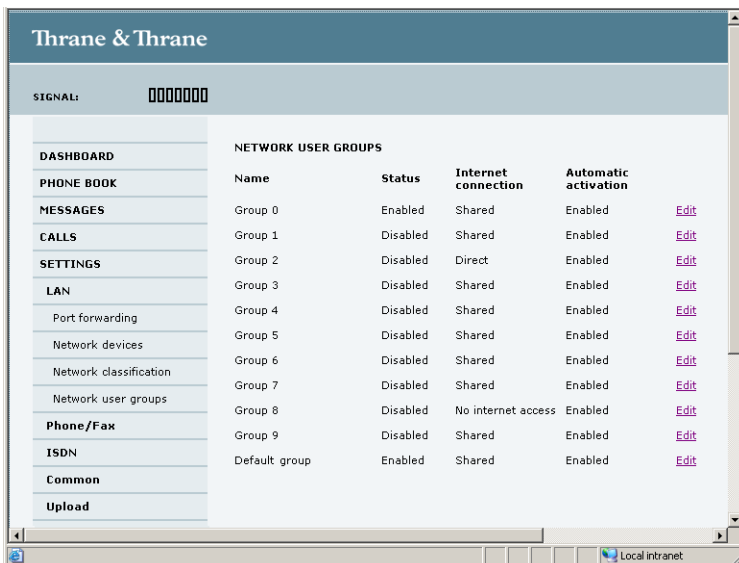 Thrane & Thrane
SIGNAL:
DASHBOARD
PHONE BOOK
MESSAGES
CALLS
SETTINGS
LAN
Port forwarding
Network devices
Network classification
Network user groups
Phone/Fax
ISDN
Common
Upload
NETWORK USER GROUPS
Name Status Internet connection Automatic activation
Group 0 Enabled Shared Enabled Edit
Group 1 Disabled Shared Enabled Edit
Group 2 Disabled Direct Enabled Edit
Group 3 Disabled Shared Enabled Edit
Group 4 Disabled Shared Enabled Edit
Group 5 Disabled Shared Enabled Edit
Group 6 Disabled Shared Enabled Edit
Group 7 Disabled Shared Enabled Edit
Group 8 Disabled No internet access Enabled Edit
Group 9 Disabled Shared Enabled Edit
Default group Enabled Shared Enabled Edit
Local intranet